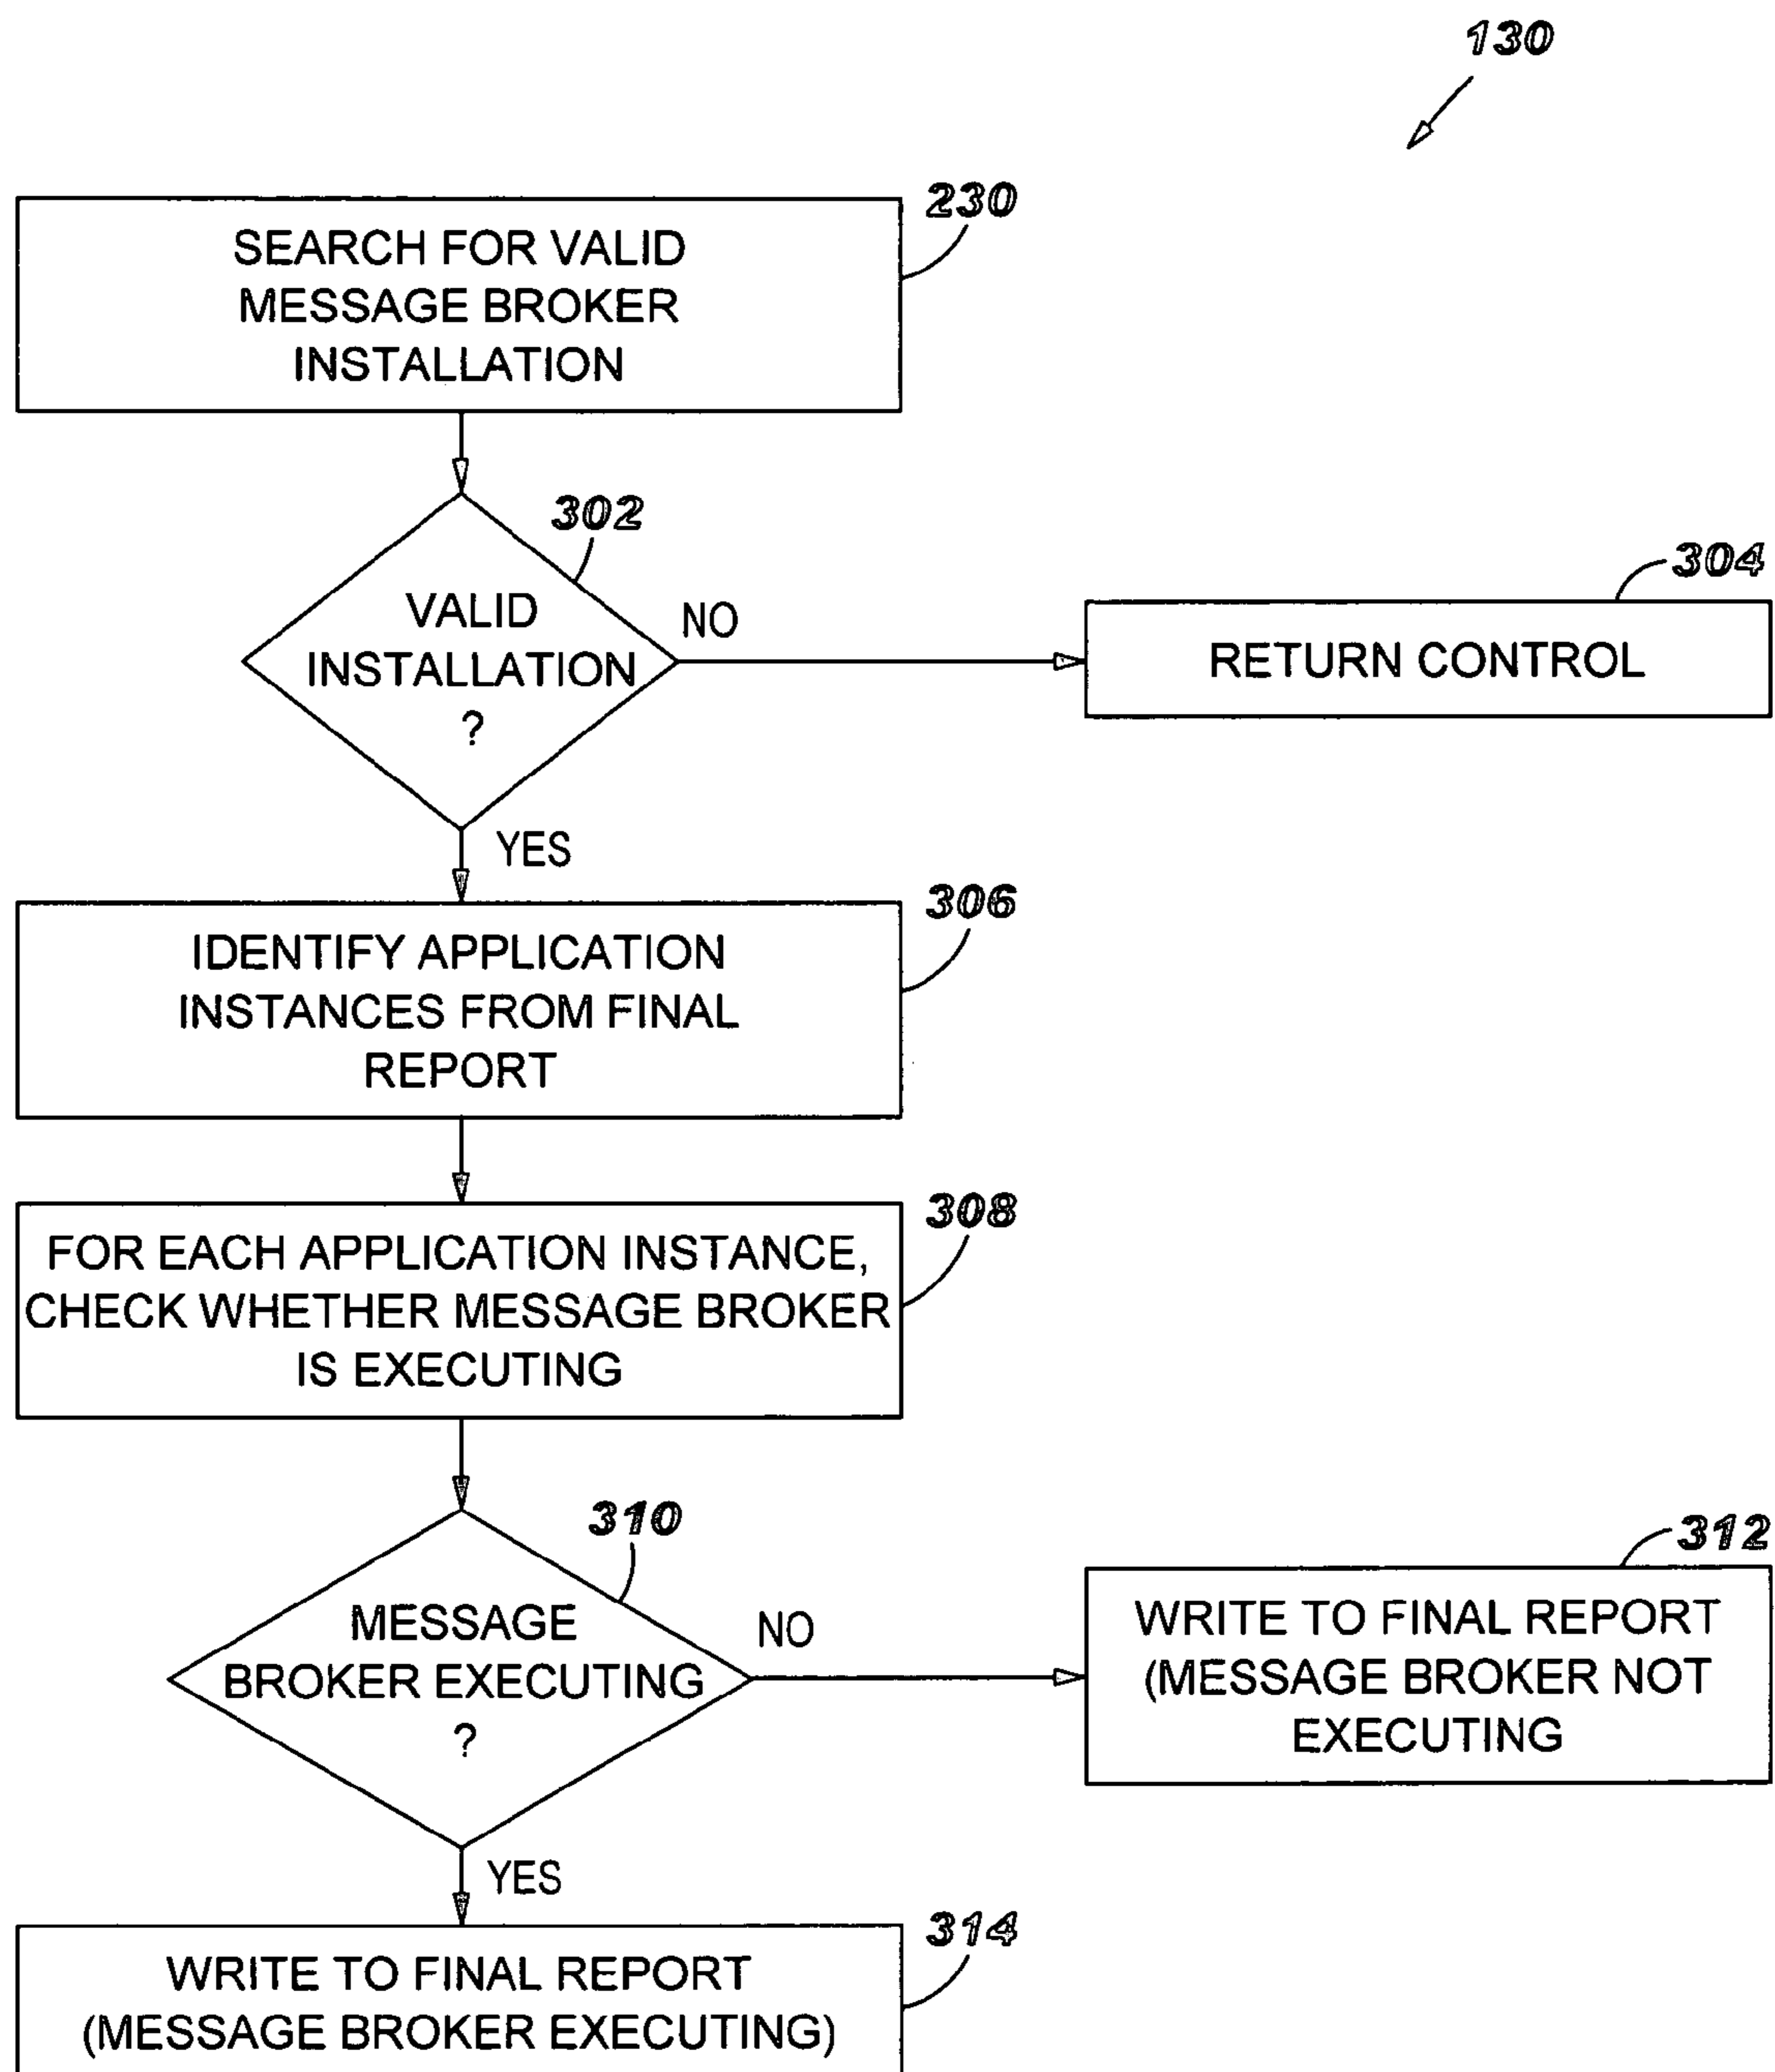 130
230
SEARCH FOR VALID
MESSAGE BROKER
INSTALLATION
302
VALID
INSTALLATION
?
NO
304
RETURN CONTROL
YES
306
IDENTIFY APPLICATION
INSTANCES FROM FINAL
REPORT
308
FOR EACH APPLICATION INSTANCE,
CHECK WHETHER MESSAGE BROKER
IS EXECUTING
310
MESSAGE
BROKER EXECUTING
?
NO
312
WRITE TO FINAL REPORT
(MESSAGE BROKER NOT
EXECUTING
YES
314
WRITE TO FINAL REPORT
(MESSAGE BROKER EXECUTING)